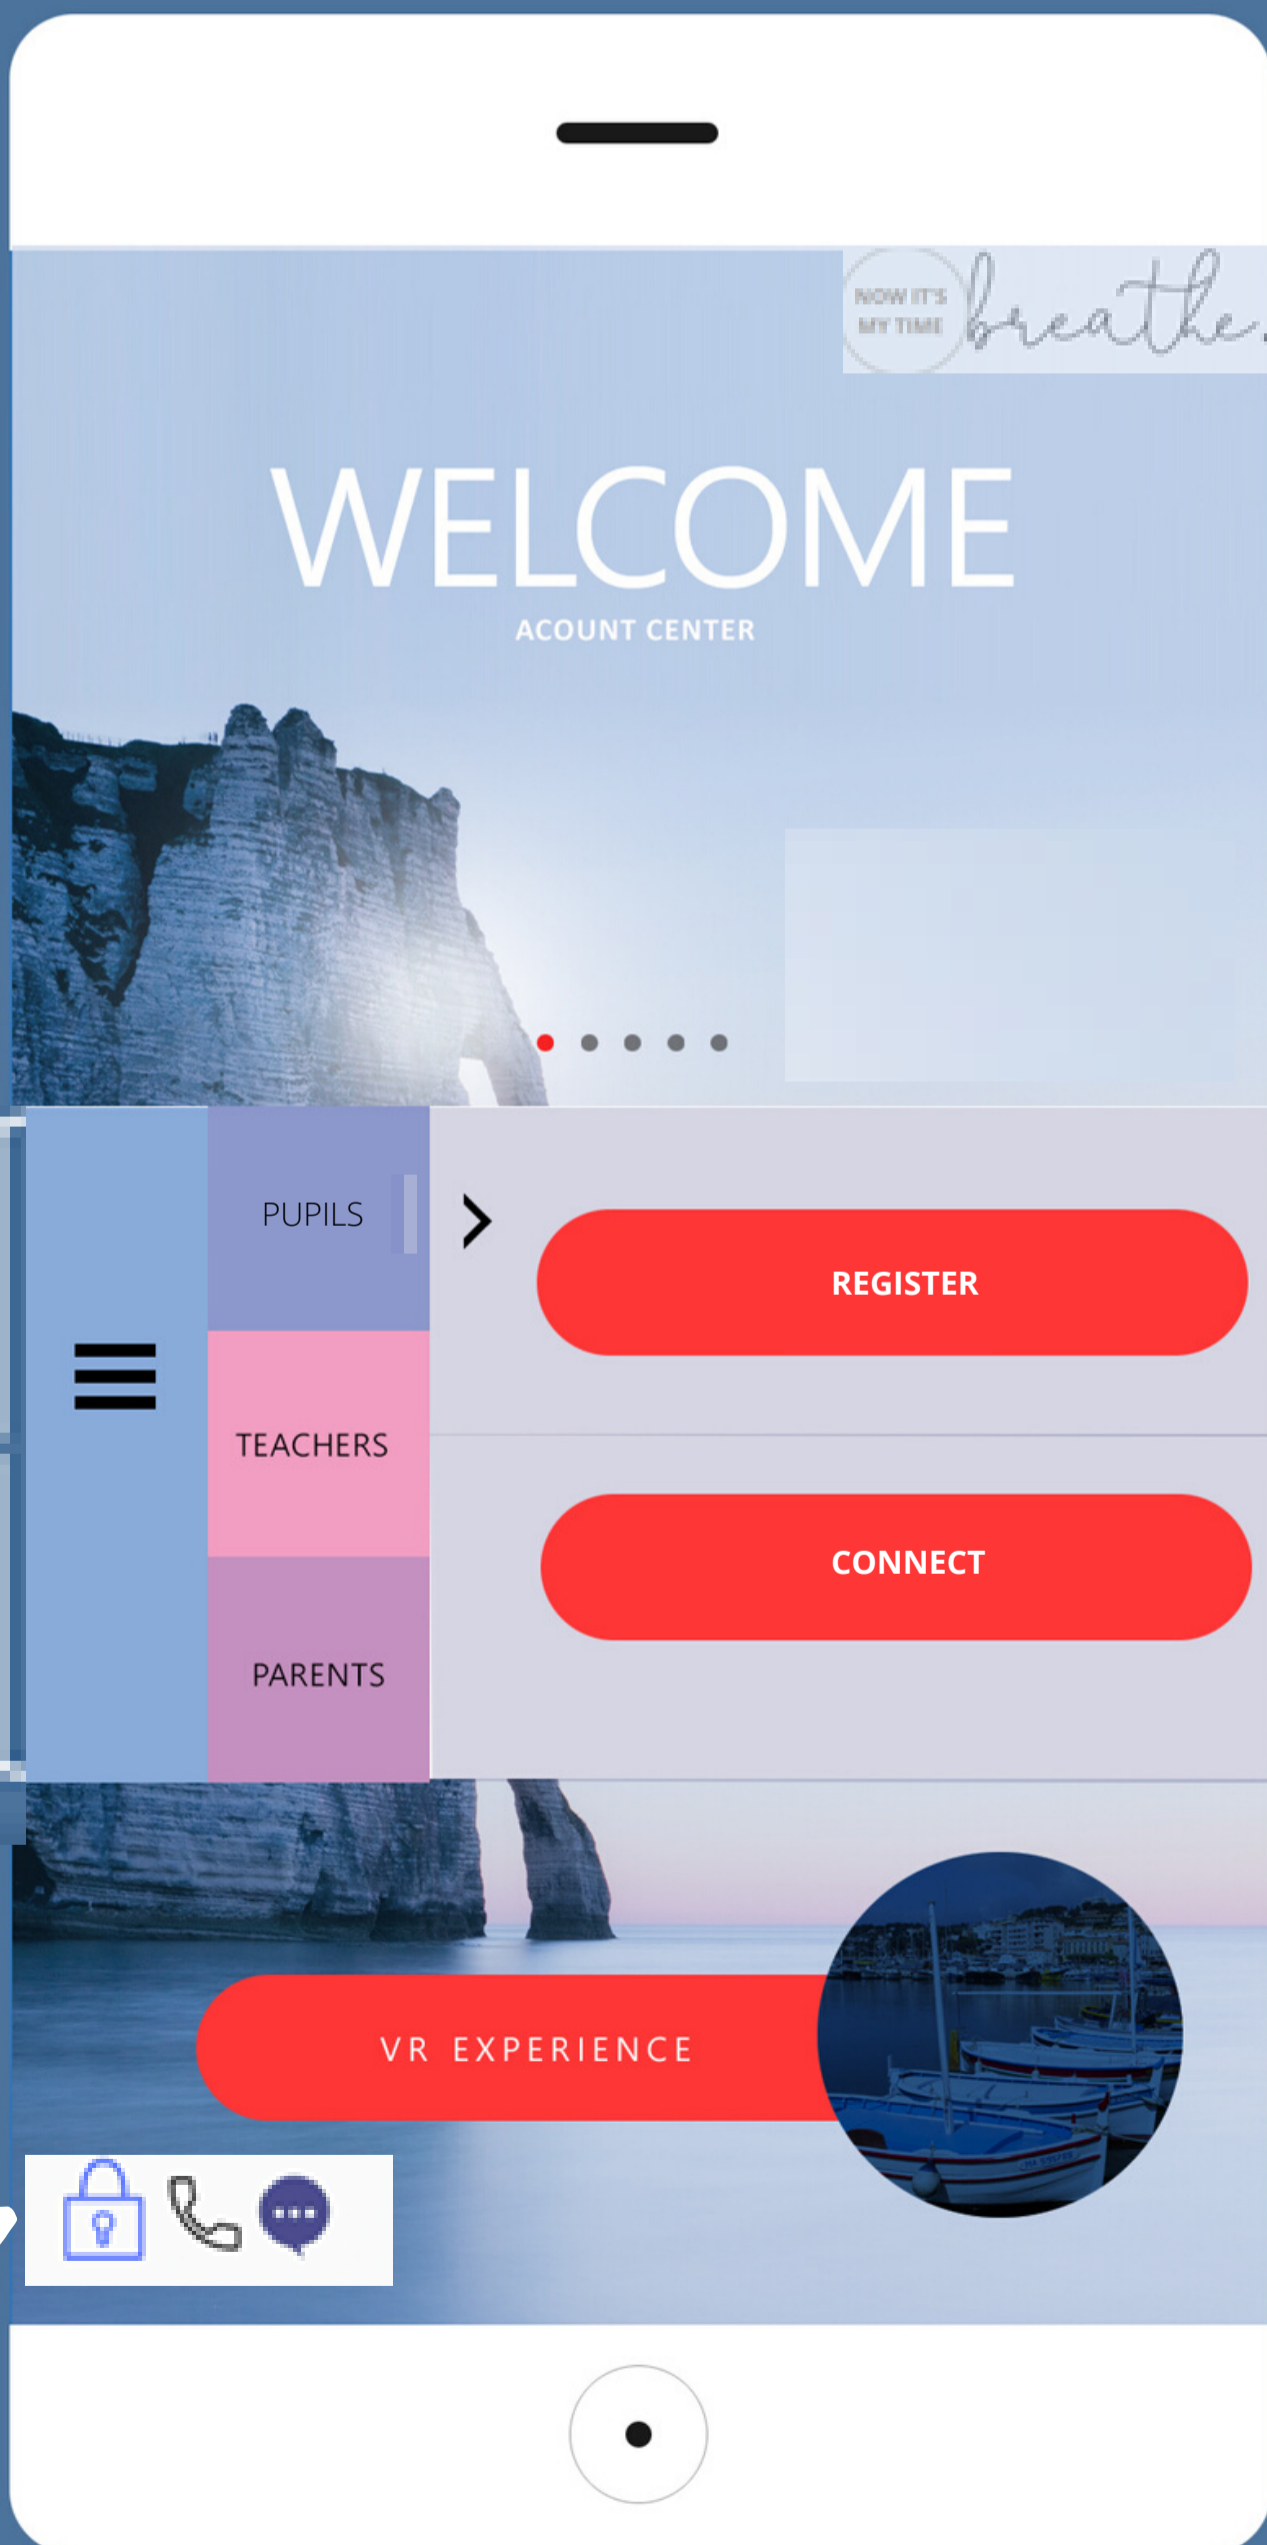 NOW IT'S
MY TIME
breathe.
WELCOME
ACOUNT CENTER
PUPILS
REGISTER
TEACHERS
CONNECT
PARENTS
VR EXPERIENCE